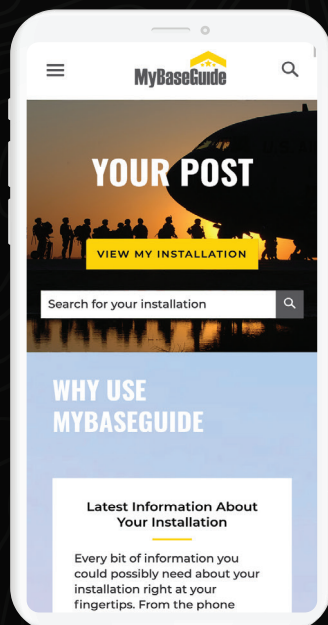 MyBaseGuide
YOUR POST
VIEW MY INSTALLATION
Search for your installation
WHY USE
MYBASEGUIDE
Latest Information About
Your Installation
Every bit of information you
could possibly need about your
installation right at your
fingertips. From the phone